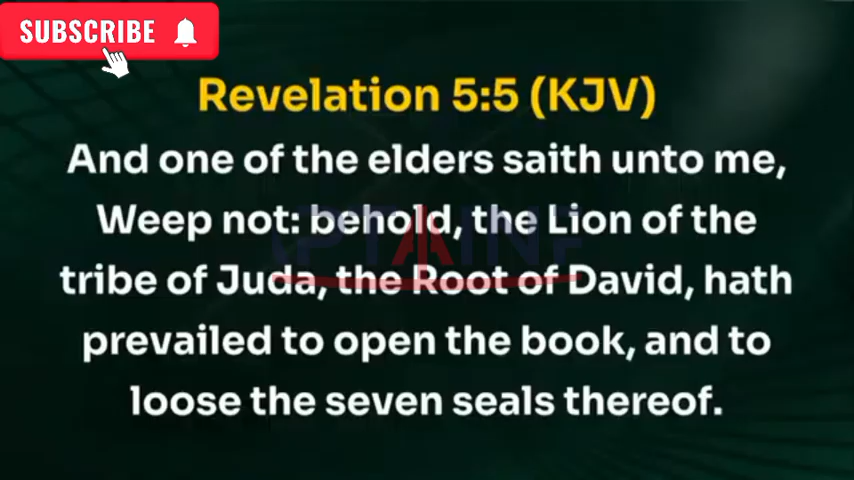 SUBSCRIBE
Revelation 5:5 (KJV)
And one of the elders saith unto me,
Weep not: behold, the Lion of the
tribe of Juda, the Root of David, hath
prevailed to open the book, and to
loose the seven seals thereof.